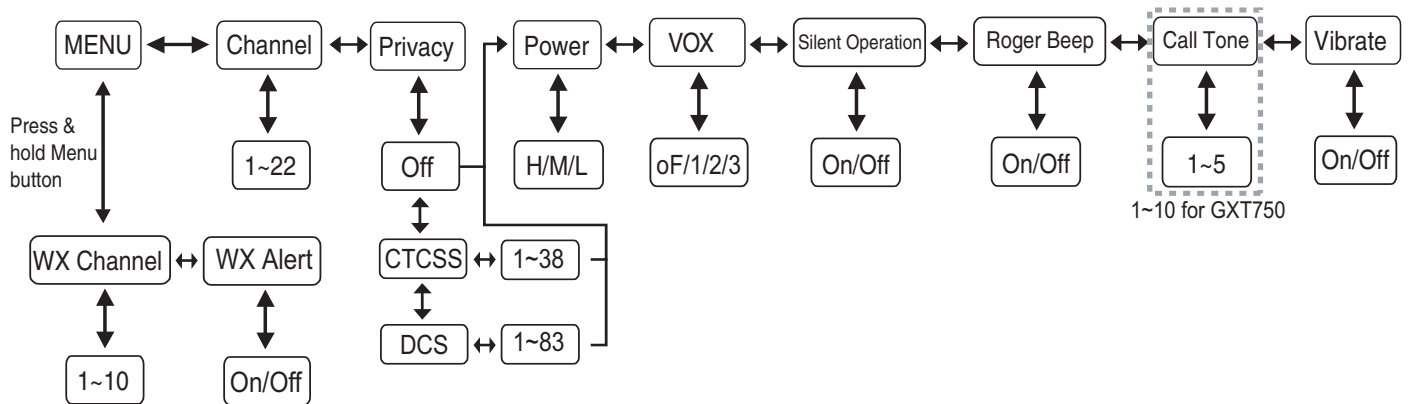 MENU
Channel
Privacy
Power
VOX
Silent Operation
Roger Beep
Call Tone
Vibrate
Press &
hold Menu
button
1~22
Off
H/M/L
oF/1/2/3
On/Off
On/Off
1~5
On/Off
1~10 for GXT750
WX Channel
WX Alert
CTCSS
1~38
DCS
1~83
1~10
On/Off